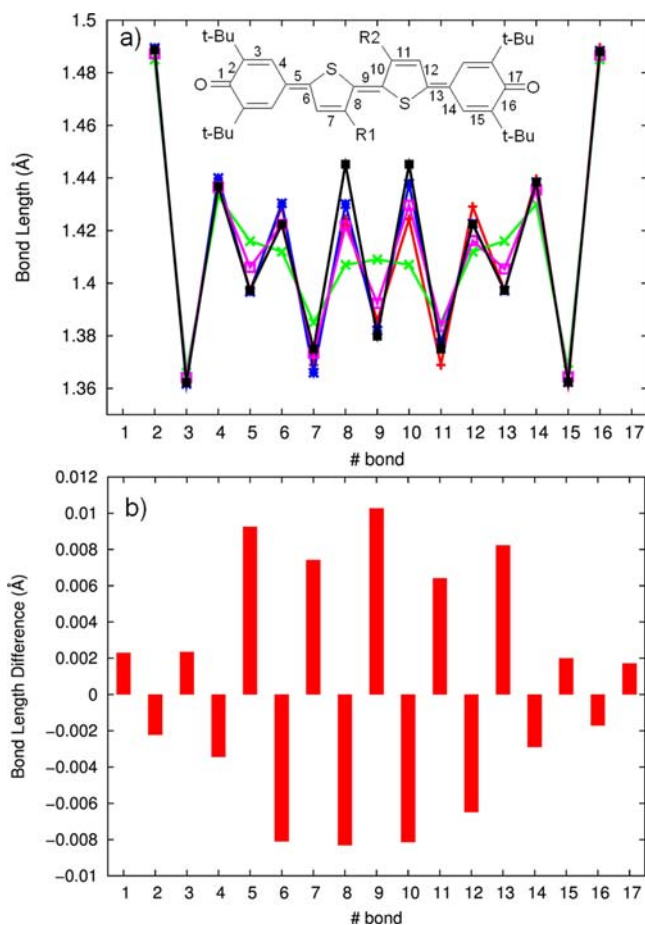 a)
1.5
1.48
1.46
1.44
1.42
1.4
1.38
1.36
Bond Length (Å)
t-Bu
R2
t-Bu
3
4
11
1
2
5
S
9
10
12
17
O
O
6
8
S
13
16
7
14
15
t-Bu
R1
t-Bu
1 2 3 4 5 6 7 8 9 10 11 12 13 14 15 16 17
# bond
b)
0.012
0.01
0.008
0.006
0.004
0.002
0
−0.002
−0.004
−0.006
−0.008
−0.01
Bond Length Difference (Å)
1 2 3 4 5 6 7 8 9 10 11 12 13 14 15 16 17
# bond